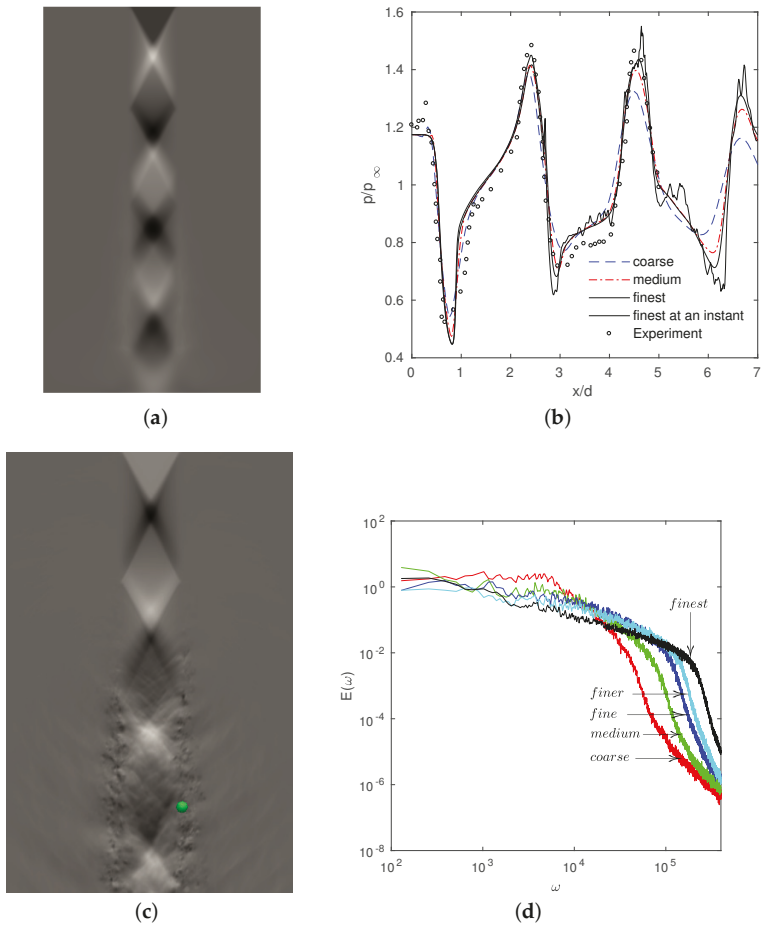 (a)
1.6
1.4
1.2
1
0.8
0.6
0.4
p/p∞
0 1 2 3 4 5 6 7
x/d
coarse
medium
finest
finest at an instant
Experiment
(b)
(c)
10^2
10^0
10^-2
10^-4
10^-6
10^-8
E(ω)
finest
finer
fine
medium
coarse
10^2 10^3 10^4 10^5
ω
(d)